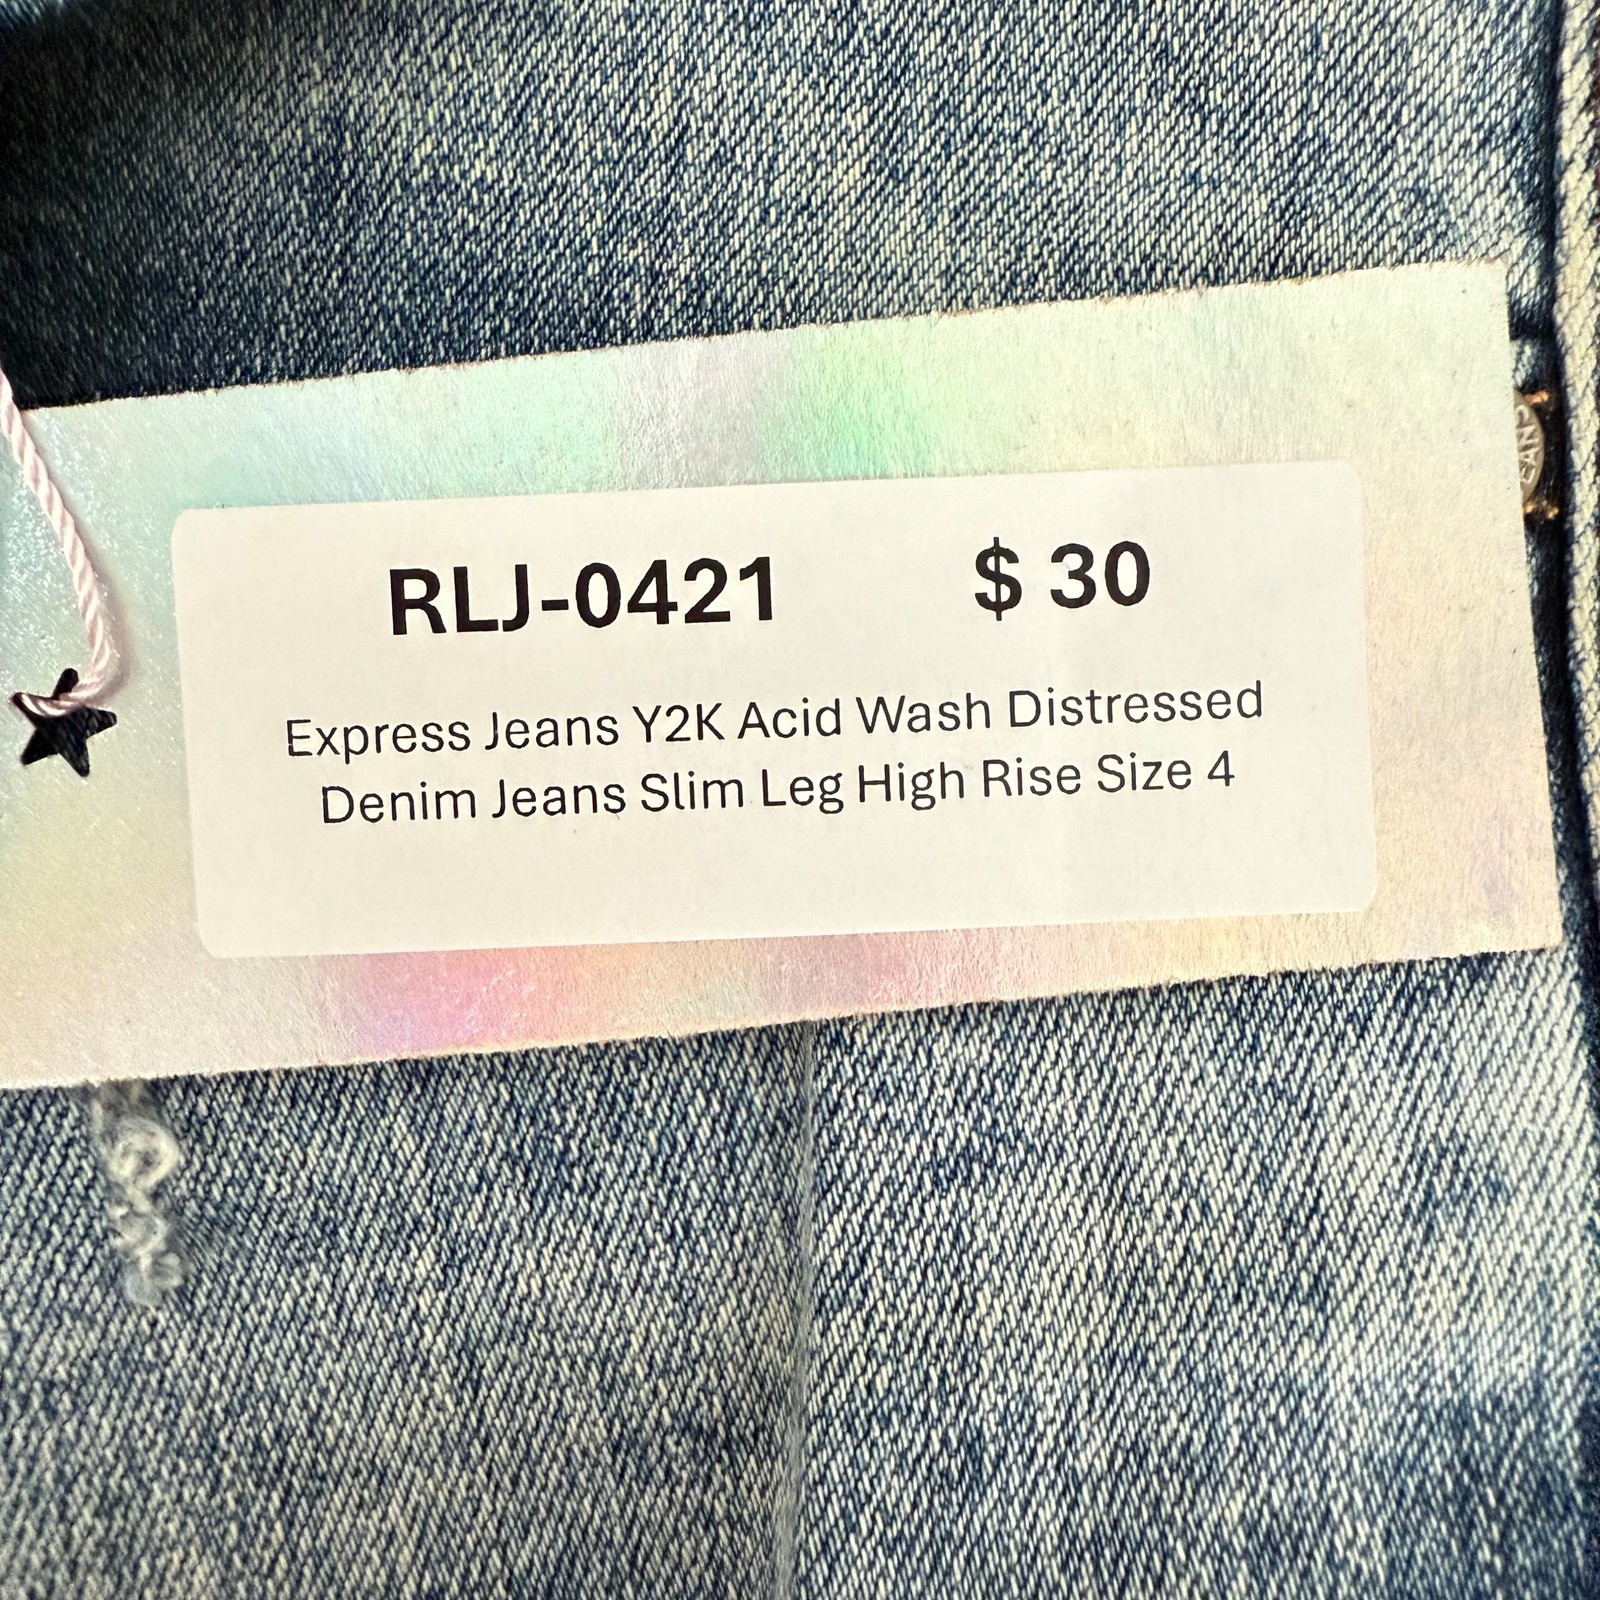 RLJ-0421 $ 30
Express Jeans Y2K Acid Wash Distressed
Denim Jeans Slim Leg High Rise Size 4